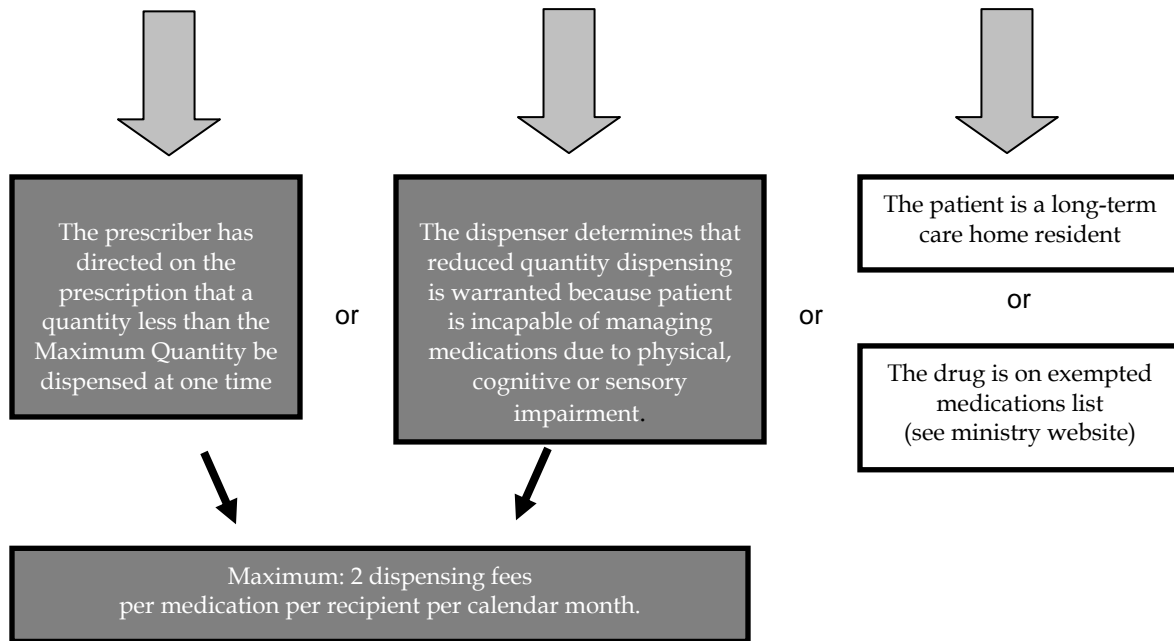 The prescriber has
directed on the
prescription that a
quantity less than the
Maximum Quantity be
dispensed at one time
or
The dispenser determines that
reduced quantity dispensing
is warranted because patient
is incapable of managing
medications due to physical,
cognitive or sensory
impairment.
or
The patient is a long-term
care home resident
or
The drug is on exempted
medications list
(see ministry website)
Maximum: 2 dispensing fees
per medication per recipient per calendar month.